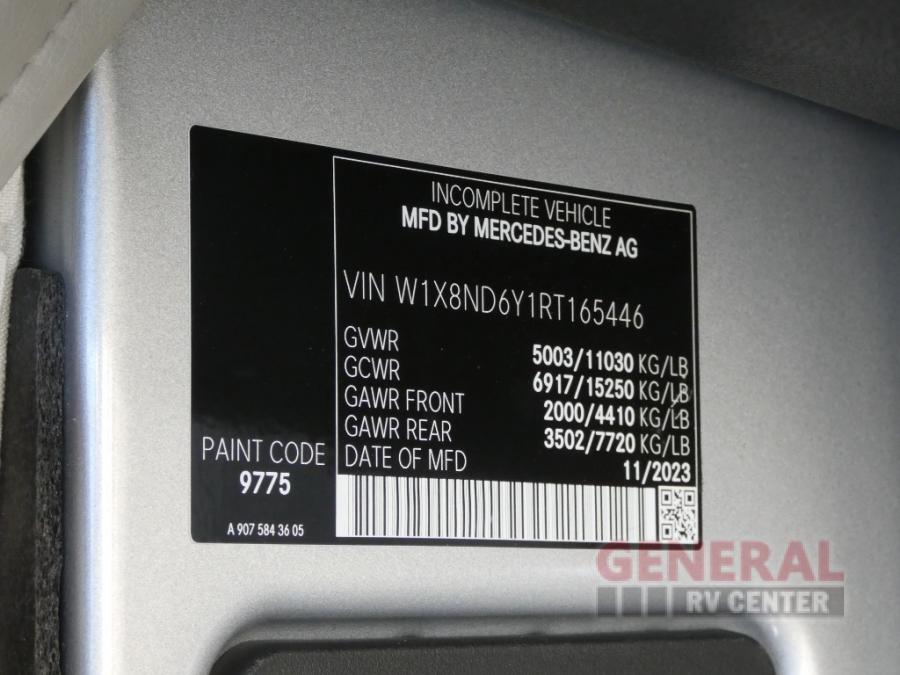 INCOMPLETE VEHICLE
MFD BY MERCEDES-BENZ AG
VIN W1X8ND6Y1RT165446
GVWR 5003/11030 KG/LB
GCWR 6917/15250 KG/LB
GAWR FRONT 2000/4410 KG/LB
GAWR REAR 3502/7720 KG/LB
DATE OF MFD 11/2023
PAINT CODE
9775
A 907 584 36 05
GENERAL
RV CENTER